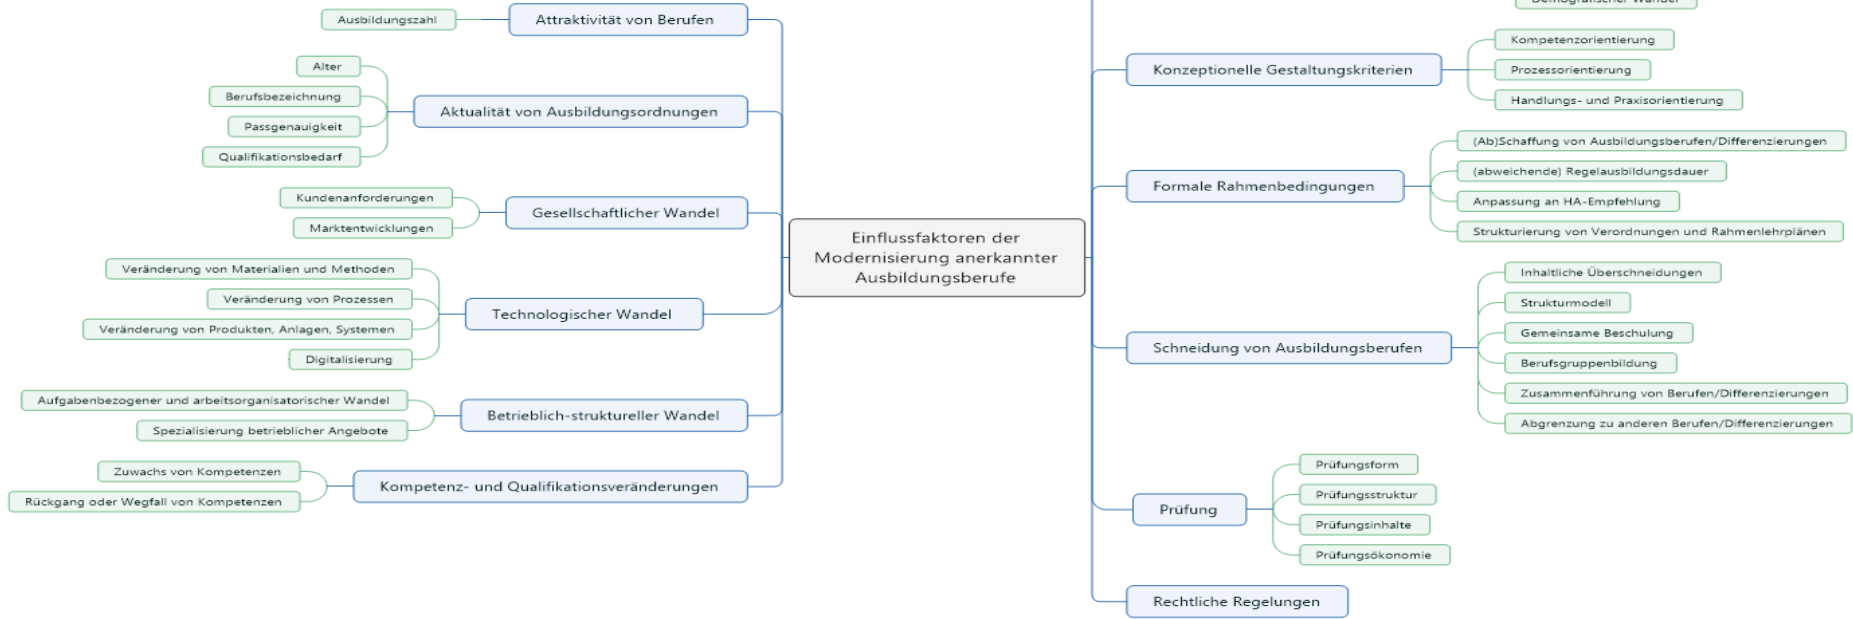 Ausbildungszahl
Attraktivität von Berufen
Alter
Berufsbezeichnung
Passgenauigkeit
Qualifikationsbedarf
Aktualität von Ausbildungsordnungen
Kundenanforderungen
Marktentwicklungen
Gesellschaftlicher Wandel
Veränderung von Materialien und Methoden
Veränderung von Prozessen
Veränderung von Produkten, Anlagen, Systemen
Digitalisierung
Technologischer Wandel
Aufgabenbezogener und arbeitsorganisatorischer Wandel
Spezialisierung betrieblicher Angebote
Betrieblich-struktureller Wandel
Zuwachs von Kompetenzen
Rückgang oder Wegfall von Kompetenzen
Kompetenz- und Qualifikationsveränderungen
Einflussfaktoren der
Modernisierung anerkannter
Ausbildungsberufe
Demografischer Wandel
Konzeptionelle Gestaltungskriterien
Kompetenzorientierung
Prozessorientierung
Handlungs- und Praxisorientierung
Formale Rahmenbedingungen
(Ab)Schaffung von Ausbildungsberufen/Differenzierungen
(abweichende) Regelausbildungsdauer
Anpassung an HA-Empfehlung
Strukturierung von Verordnungen und Rahmenlehrplänen
Schneidung von Ausbildungsberufen
Inhaltliche Überschneidungen
Strukturmodell
Gemeinsame Beschulung
Berufsgruppenbildung
Zusammenführung von Berufen/Differenzierungen
Abgrenzung zu anderen Berufen/Differenzierungen
Prüfung
Prüfungsform
Prüfungsstruktur
Prüfungsinhalte
Prüfungsökonomie
Rechtliche Regelungen